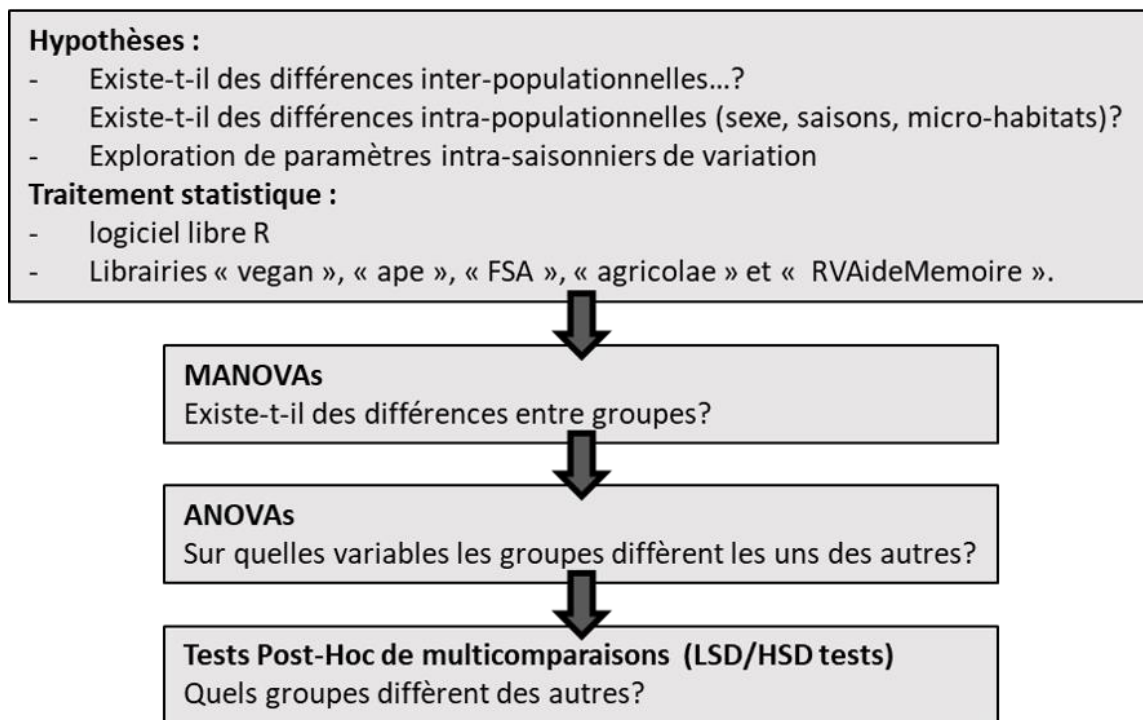 Hypothèses :
- Existe-t-il des différences inter-populationnelles...?
- Existe-t-il des différences intra-populationnelles (sexe, saisons, micro-habitats)?
- Exploration de paramètres intra-saisonniers de variation
Traitement statistique :
- logiciel libre R
- Librairies « vegan », « ape », « FSA », « agricolae » et « RVAideMemoire ».
MANOVAs
Existe-t-il des différences entre groupes?
ANOVAs
Sur quelles variables les groupes diffèrent les uns des autres?
Tests Post-Hoc de multicomparaisons (LSD/HSD tests)
Quels groupes diffèrent des autres?